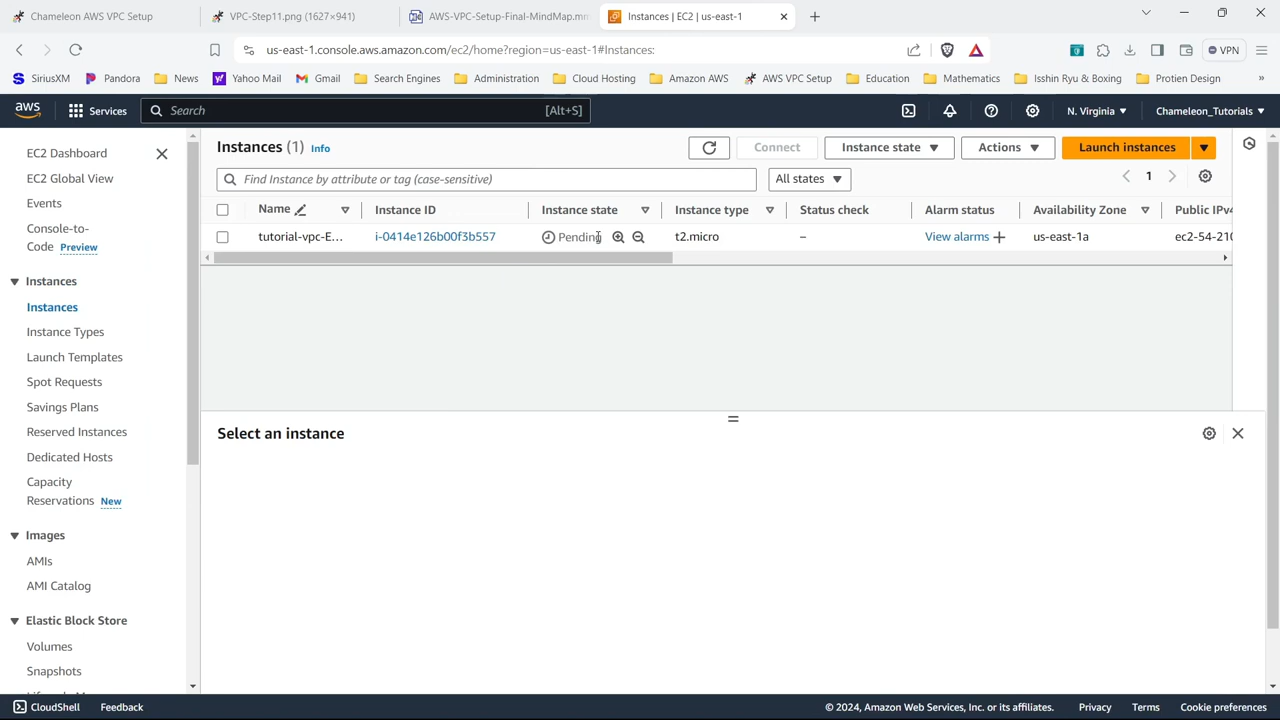 Chameleon AWS VPC Setup
VPC-Step11.png (1627×941)
AWS-VPC-Setup-Final-MindMap.mm
Instances | EC2 | us-east-1
us-east-1.console.aws.amazon.com/ec2/home?region=us-east-1#Instances:
VPN
SiriusXM
Pandora
News
Yahoo Mail
Gmail
Search Engines
Administration
Cloud Hosting
Amazon AWS
AWS VPC Setup
Education
Mathematics
Isshin Ryu & Boxing
Protien Design
»
aws
Services
Search
[Alt+S]
N. Virginia
Chameleon_Tutorials
EC2 Dashboard
EC2 Global View
Events
Console-to-
Code Preview
Instances
Instances
Instance Types
Launch Templates
Spot Requests
Savings Plans
Reserved Instances
Dedicated Hosts
Capacity
Reservations New
Images
AMIs
AMI Catalog
Elastic Block Store
Volumes
Snapshots
Instances (1) Info
Connect
Instance state
Actions
Launch instances
Find Instance by attribute or tag (case-sensitive)
All states
1
Name
Instance ID
Instance state
Instance type
Status check
Alarm status
Availability Zone
Public IPv4
tutorial-vpc-E...
i-0414e126b00f3b557
Pending
t2.micro
–
View alarms +
us-east-1a
ec2-54-210
Select an instance
CloudShell
Feedback
© 2024, Amazon Web Services, Inc. or its affiliates.
Privacy
Terms
Cookie preferences